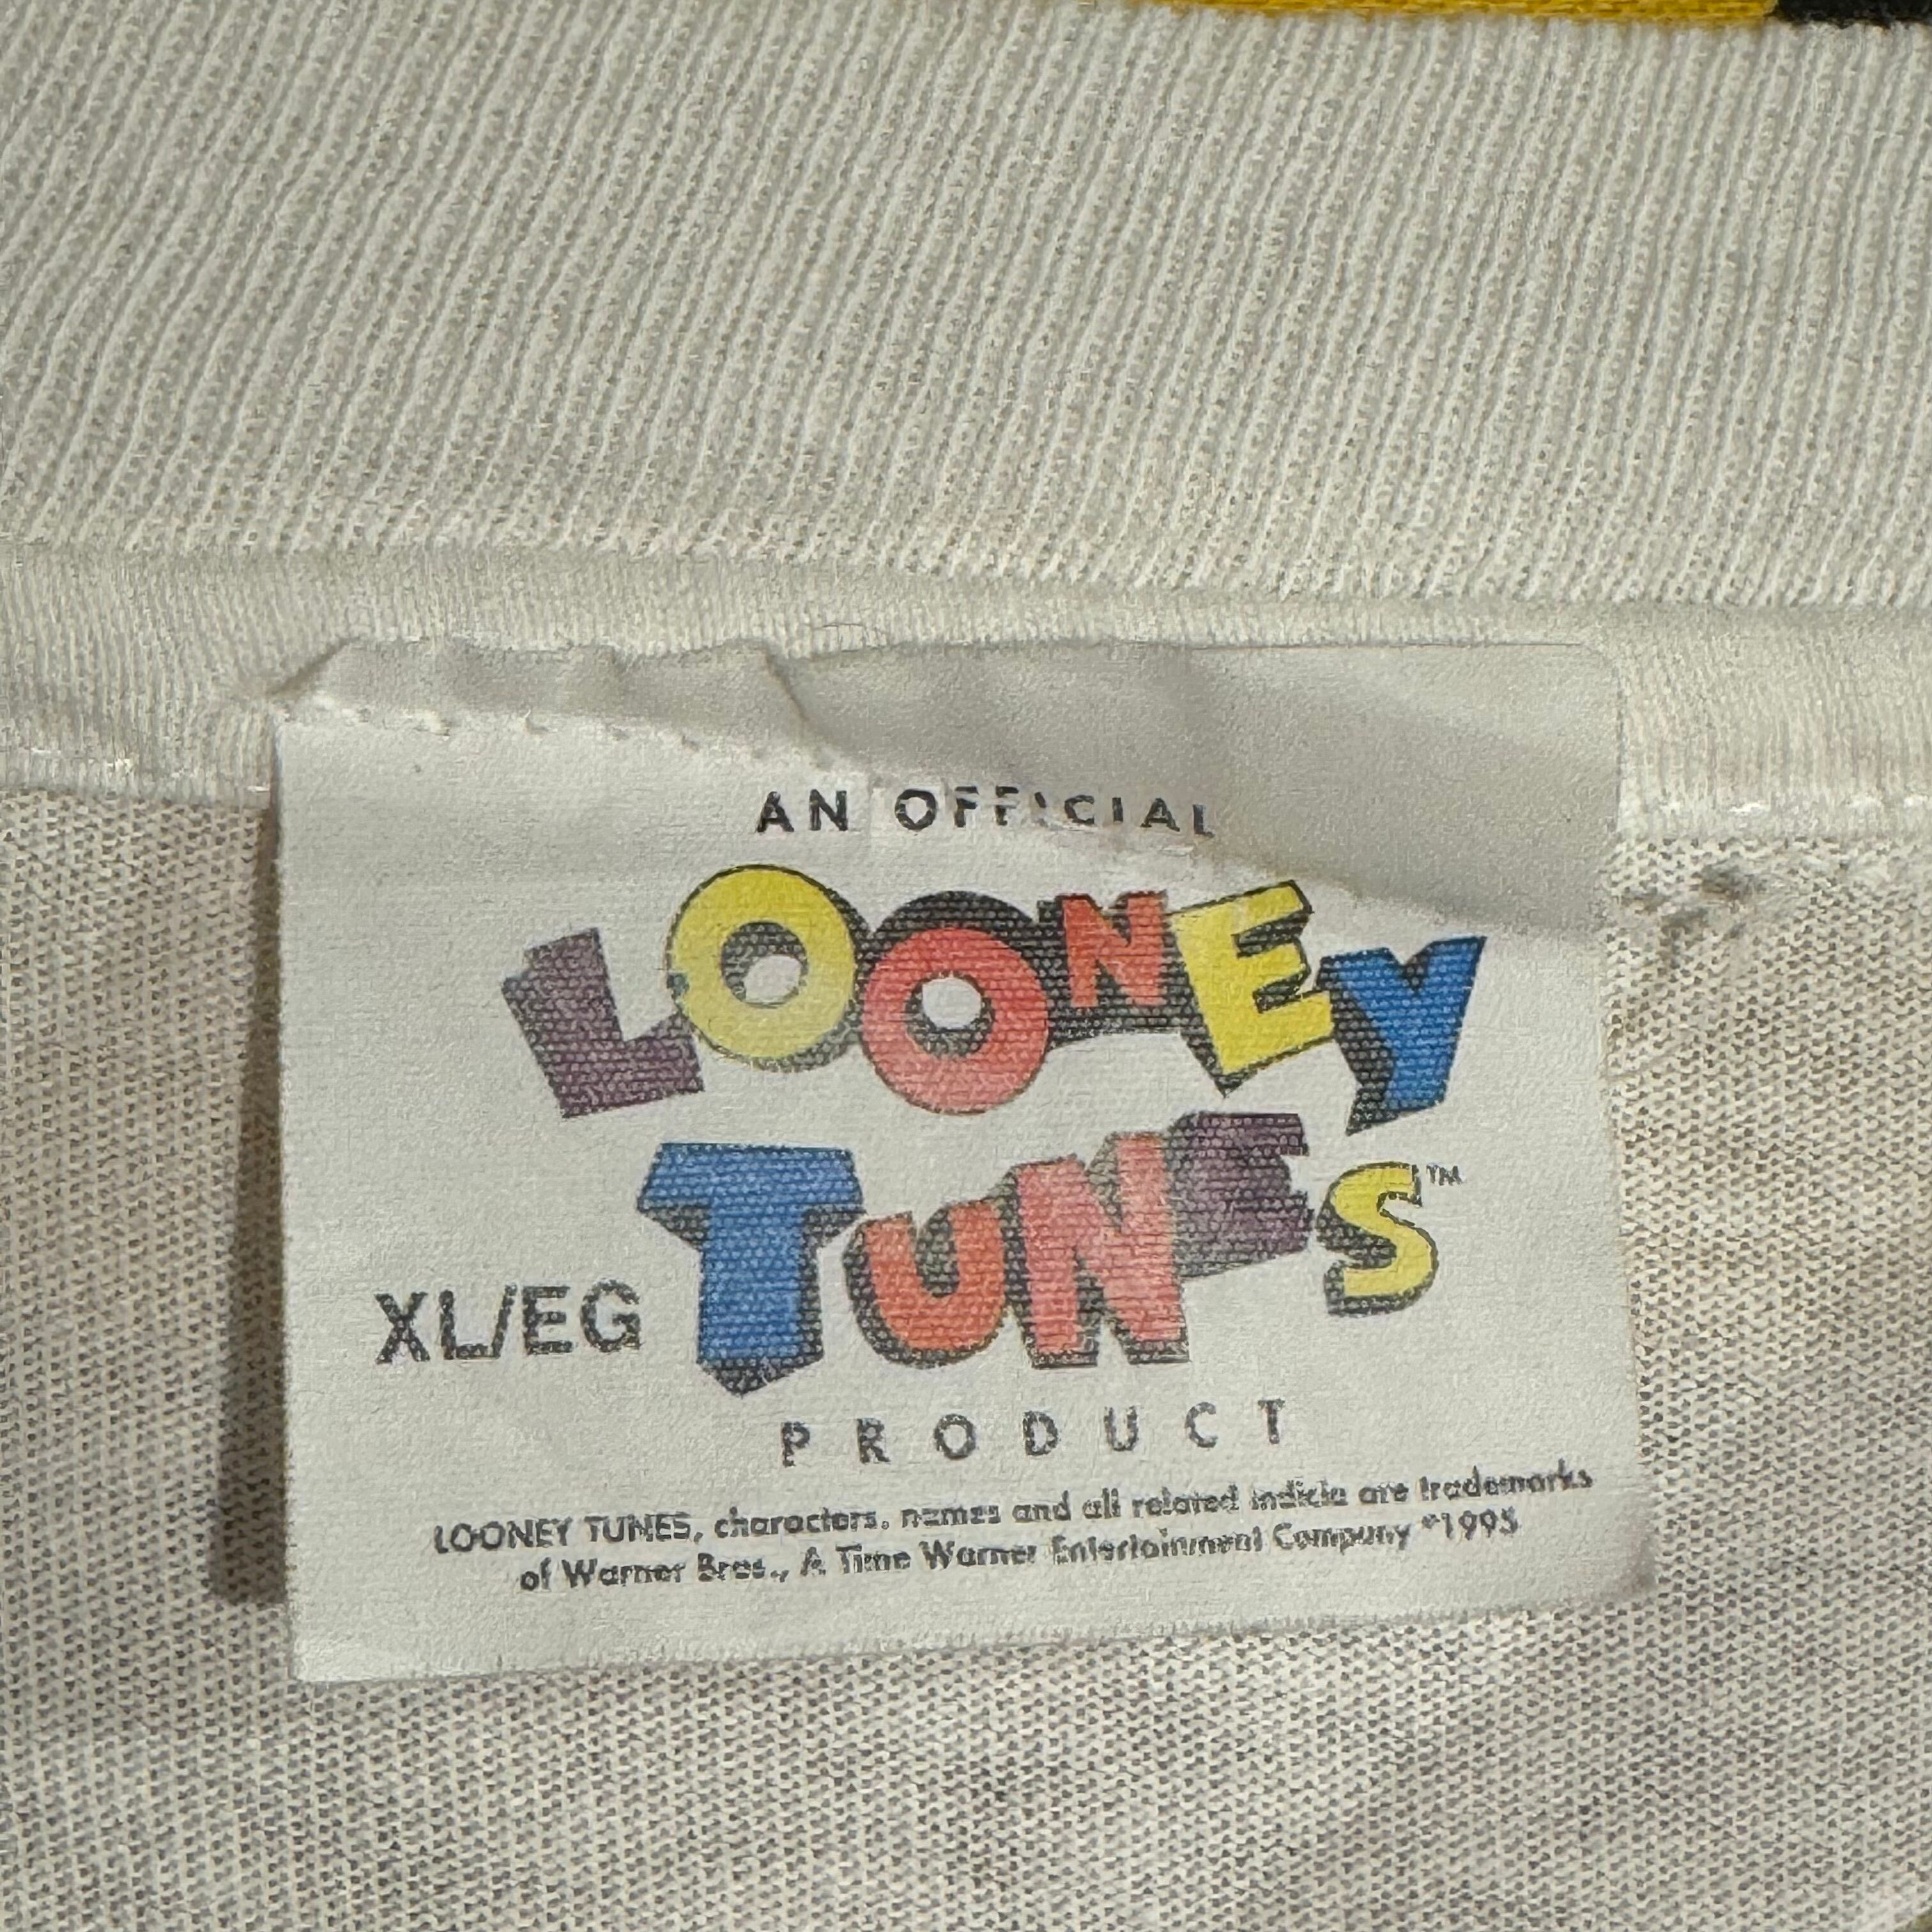 AN OFFICIAL
LOONEY
TUNES™
XL/EG
PRODUCT
LOONEY TUNES, characters, names and all related indicia are trademarks
of Warner Bros., A Time Warner Entertainment Company ©1995